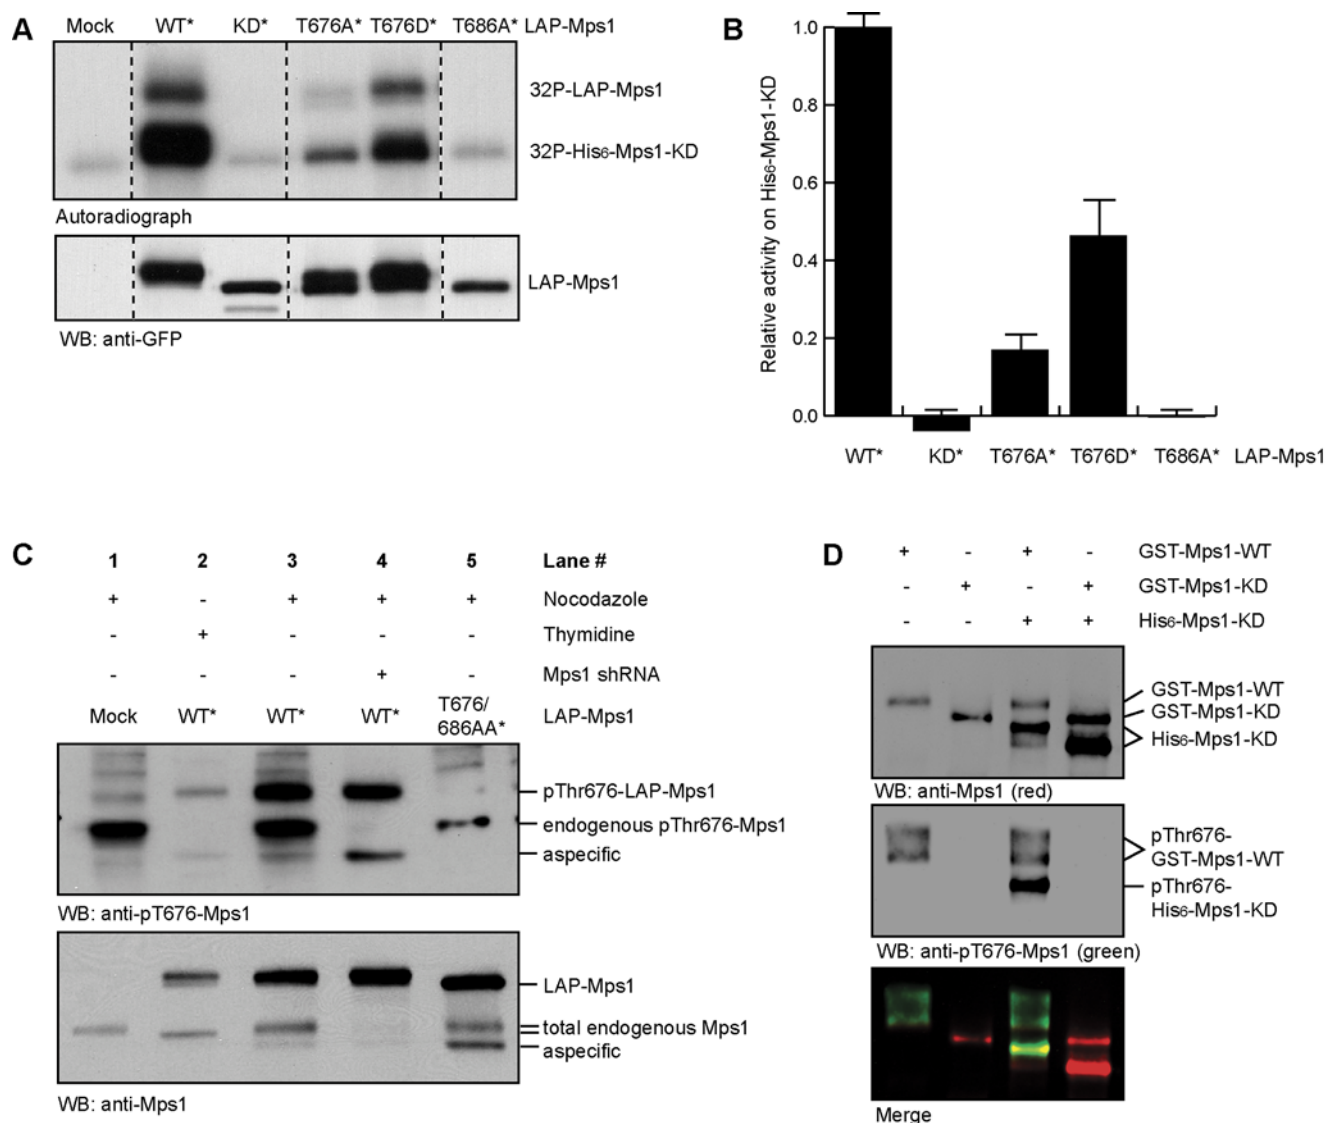 A
Mock WT* KD* T676A* T676D* T686A* LAP-Mps1
32P-LAP-Mps1
32P-His6-Mps1-KD
Autoradiograph
LAP-Mps1
WB: anti-GFP
B
Relative activity on His6-Mps1-KD
1.0
0.8
0.6
0.4
0.2
0.0
WT* KD* T676A* T676D* T686A* LAP-Mps1
C
1 2 3 4 5 Lane #
+ - + + + Nocodazole
- + - - - Thymidine
- - - + - Mps1 shRNA
Mock WT* WT* WT* T676/686AA* LAP-Mps1
pThr676-LAP-Mps1
endogenous pThr676-Mps1
aspecific
WB: anti-pT676-Mps1
LAP-Mps1
total endogenous Mps1
aspecific
WB: anti-Mps1
D
+ - + - GST-Mps1-WT
- + - + GST-Mps1-KD
- - + + His6-Mps1-KD
GST-Mps1-WT
GST-Mps1-KD
His6-Mps1-KD
WB: anti-Mps1 (red)
pThr676-
GST-Mps1-WT
pThr676-
His6-Mps1-KD
WB: anti-pT676-Mps1 (green)
Merge